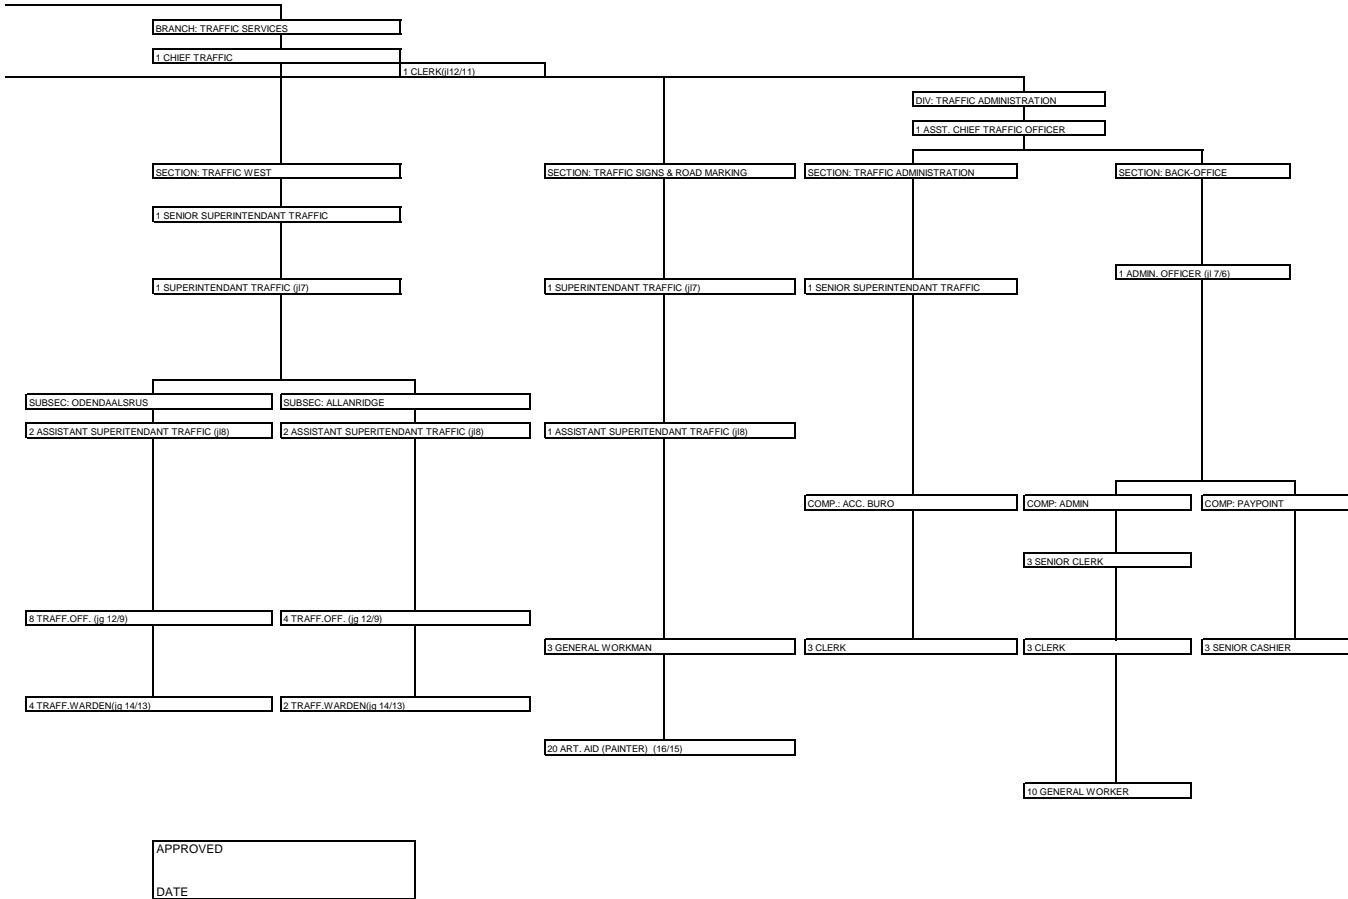 BRANCH: TRAFFIC SERVICES
1 CHIEF TRAFFIC
1 CLERK(jl12/11)
DIV: TRAFFIC ADMINISTRATION
1 ASST. CHIEF TRAFFIC OFFICER
SECTION: TRAFFIC WEST
SECTION: TRAFFIC SIGNS & ROAD MARKING
SECTION: TRAFFIC ADMINISTRATION
SECTION: BACK-OFFICE
1 SENIOR SUPERINTENDANT TRAFFIC
1 ADMIN. OFFICER (jl 7/6)
1 SUPERINTENDANT TRAFFIC (jl7)
1 SUPERINTENDANT TRAFFIC (jl7)
1 SENIOR SUPERINTENDANT TRAFFIC
SUBSEC: ODENDAALSRUS
SUBSEC: ALLANRIDGE
2 ASSISTANT SUPERITENDANT TRAFFIC (jl8)
2 ASSISTANT SUPERITENDANT TRAFFIC (jl8)
1 ASSISTANT SUPERITENDANT TRAFFIC (jl8)
COMP.: ACC. BURO
COMP: ADMIN
COMP: PAYPOINT
3 SENIOR CLERK
8 TRAFF.OFF. (jg 12/9)
4 TRAFF.OFF. (jg 12/9)
3 GENERAL WORKMAN
3 CLERK
3 CLERK
3 SENIOR CASHIER
4 TRAFF.WARDEN(jg 14/13)
2 TRAFF.WARDEN(jg 14/13)
20 ART. AID (PAINTER) (16/15)
10 GENERAL WORKER
APPROVED
DATE